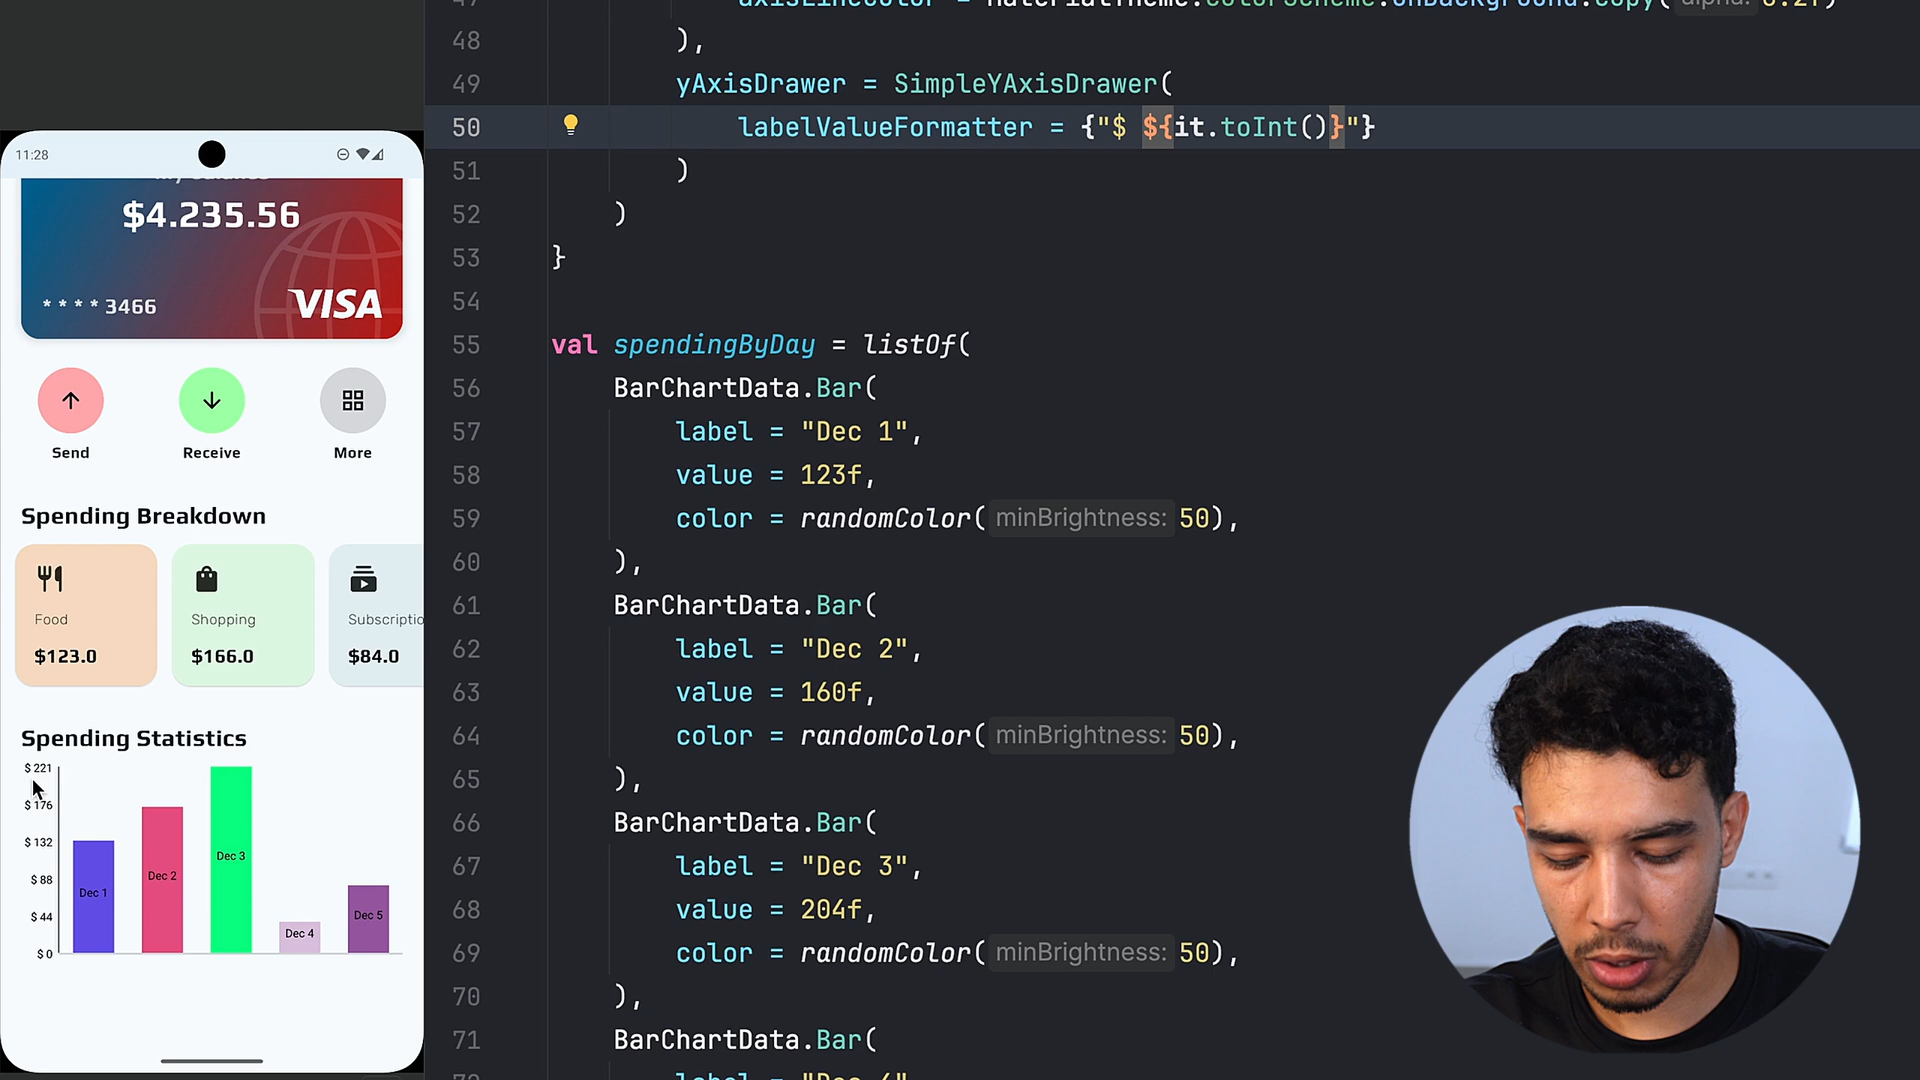 11:28
$4.235.56
* * * * 3466
VISA
Send
Receive
More
Spending Breakdown
Food
$123.0
Shopping
$166.0
Subscriptio
$84.0
Spending Statistics
$ 221
$ 176
$ 132
$ 88
$ 44
$ 0
Dec 1
Dec 2
Dec 3
Dec 4
Dec 5
48 ),
49 yAxisDrawer = SimpleYAxisDrawer(
50 labelValueFormatter = {"$ ${it.toInt()}"}
51 )
52 )
53 }
54
55 val spendingByDay = listOf(
56 BarChartData.Bar(
57 label = "Dec 1",
58 value = 123f,
59 color = randomColor( minBrightness: 50),
60 ),
61 BarChartData.Bar(
62 label = "Dec 2",
63 value = 160f,
64 color = randomColor( minBrightness: 50),
65 ),
66 BarChartData.Bar(
67 label = "Dec 3",
68 value = 204f,
69 color = randomColor( minBrightness: 50),
70 ),
71 BarChartData.Bar(